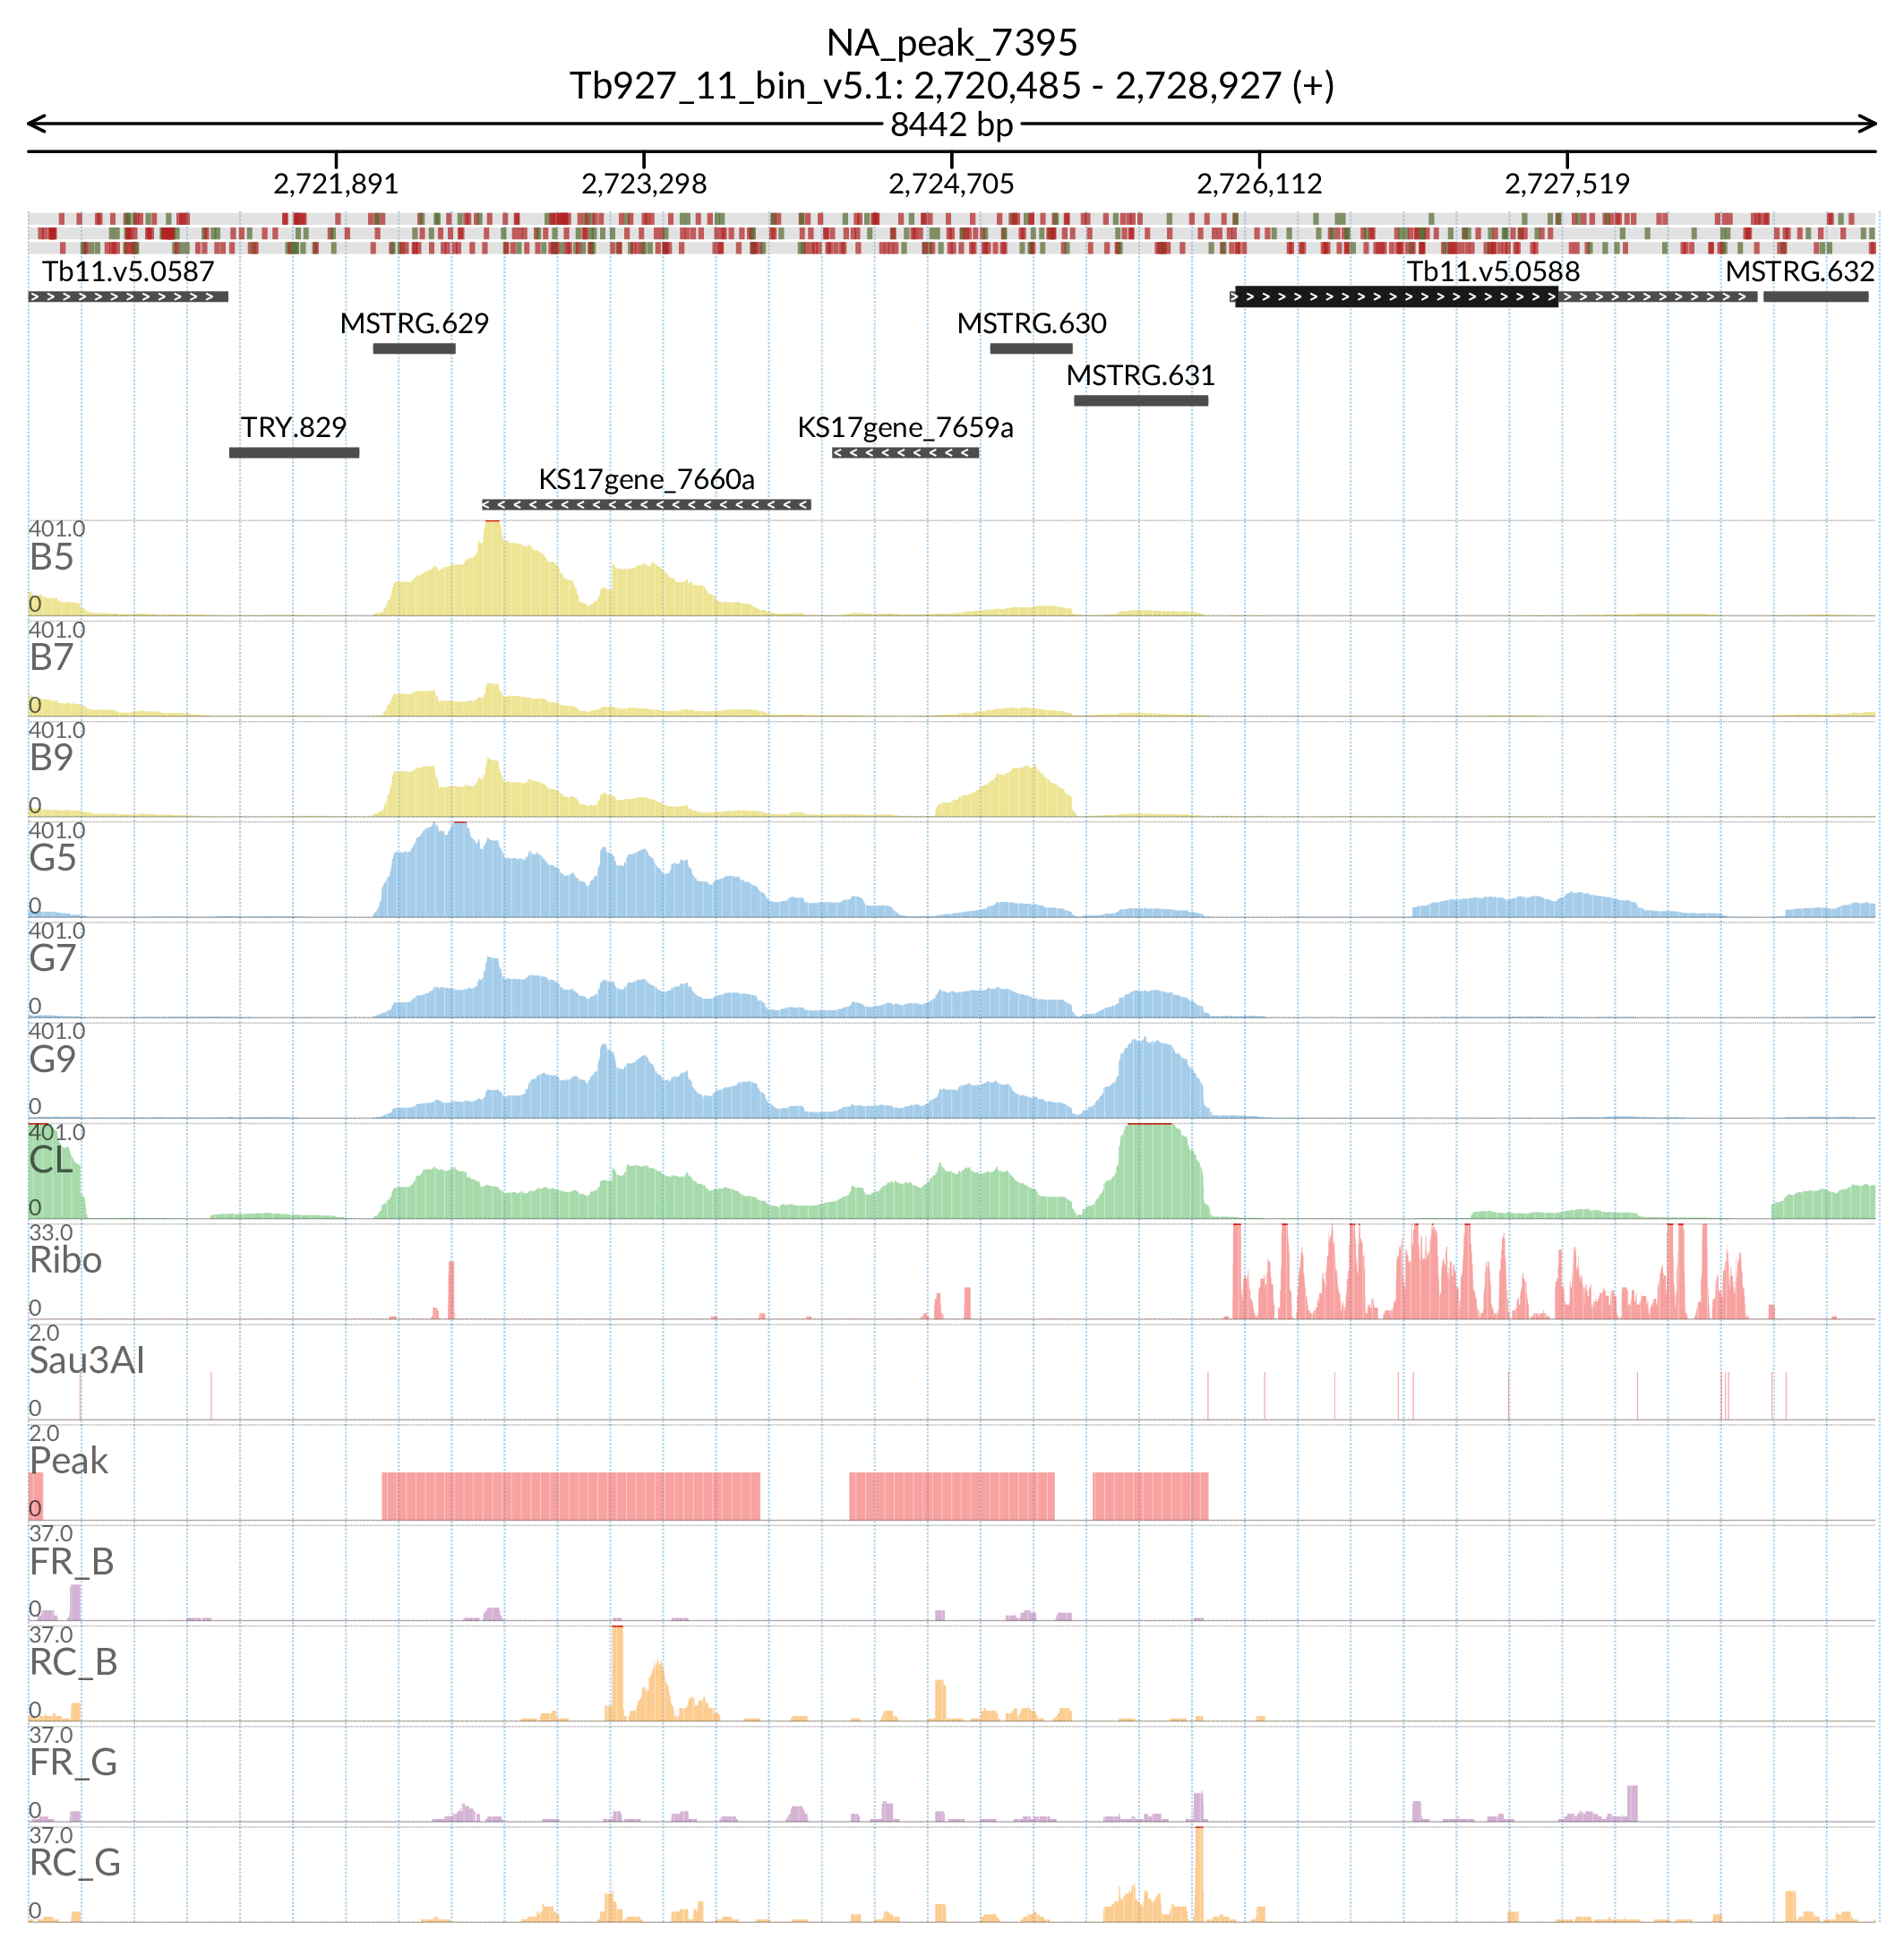 NA_peak_7395
Tb927_11_bin_v5.1: 2,720,485 - 2,728,927 (+)
8442 bp
2,721,891 2,723,298 2,724,705 2,726,112 2,727,519
Tb11.v5.0587 Tb11.v5.0588 MSTRG.632
MSTRG.629 MSTRG.630
MSTRG.631
TRY.829 KS17gene_7659a
KS17gene_7660a
401.0
B5
0
401.0
B7
0
401.0
B9
0
401.0
G5
0
401.0
G7
0
401.0
G9
0
401.0
CL
0
33.0
Ribo
0
2.0
Sau3AI
0
2.0
Peak
0
37.0
FR_B
0
37.0
RC_B
0
37.0
FR_G
0
37.0
RC_G
0